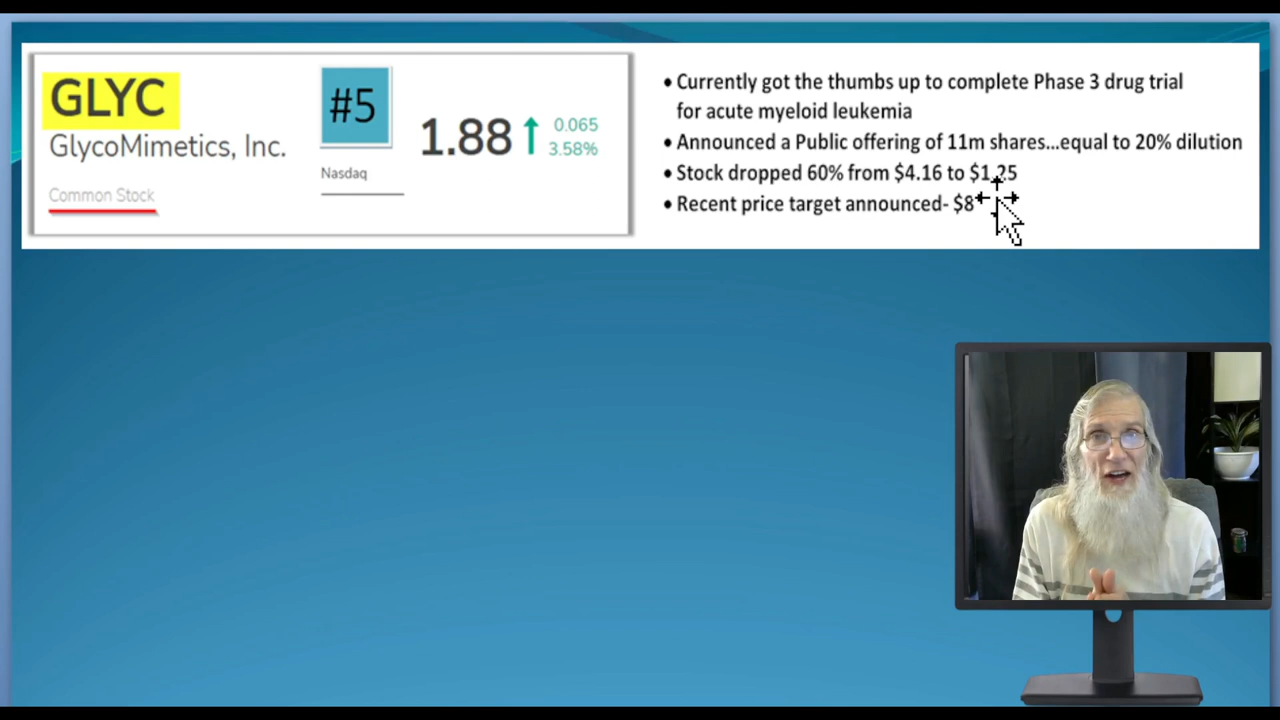 GLYC
GlycoMimetics, Inc.
Common Stock
#5
Nasdaq
1.88
0.065
3.58%
• Currently got the thumbs up to complete Phase 3 drug trial
for acute myeloid leukemia
• Announced a Public offering of 11m shares...equal to 20% dilution
• Stock dropped 60% from $4.16 to $1.25
• Recent price target announced- $8